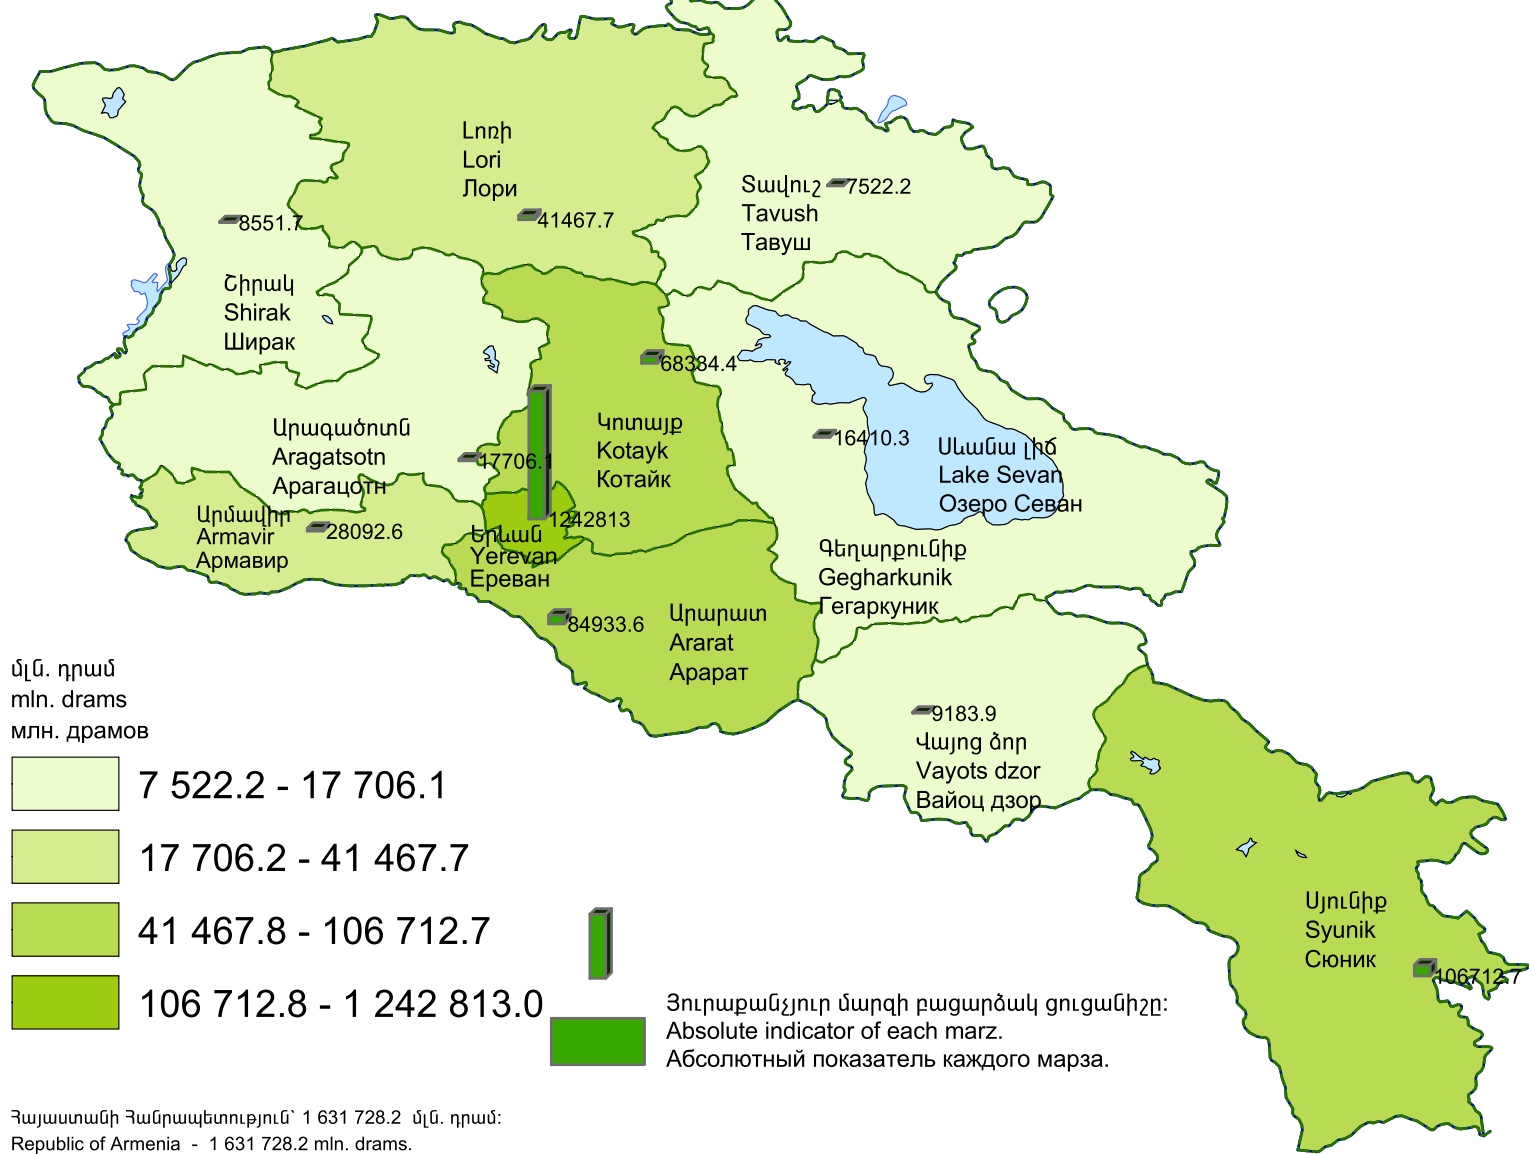 Լոռի
Lori
Лори
41467.7
Տավուշ
Tavush
Тавуш
7522.2
8551.7
Շիրակ
Shirak
Ширак
68334.4
Արագածոտն
Aragatsotn
Арагацотн
17706.1
Կոտայք
Kotayk
Котайк
16410.3
Սևանա լիճ
Lake Sevan
Озеро Севан
Արմավիր
Armavir
Армавир
28092.6
1242813
Երևան
Yerevan
Ереван
Գեղարքունիք
Gegharkunik
Гегаркуник
84933.6
Արարատ
Ararat
Арарат
9183.9
Վայոց ձոր
Vayots dzor
Вайоц дзор
Սյունիք
Syunik
Сюник
106712.7
մլն. դրամ
mln. drams
млн. драмов
7 522.2 - 17 706.1
17 706.2 - 41 467.7
41 467.8 - 106 712.7
106 712.8 - 1 242 813.0
Յուրաքանչյուր մարզի բացարձակ ցուցանիշը:
Absolute indicator of each marz.
Абсолютный показатель каждого марза.
Հայաստանի Հանրապետություն` 1 631 728.2 մլն. դրամ:
Republic of Armenia - 1 631 728.2 mln. drams.